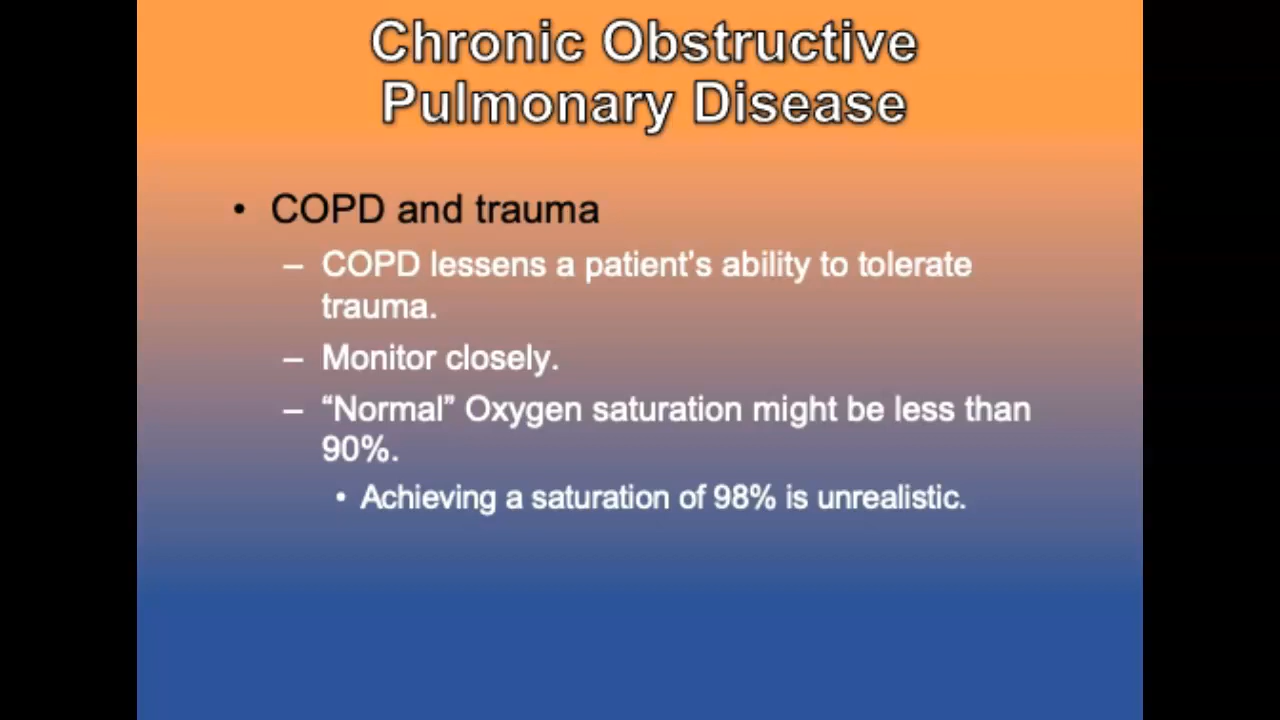 Chronic Obstructive
Pulmonary Disease
• COPD and trauma
– COPD lessens a patient’s ability to tolerate
trauma.
– Monitor closely.
– “Normal” Oxygen saturation might be less than
90%.
• Achieving a saturation of 98% is unrealistic.